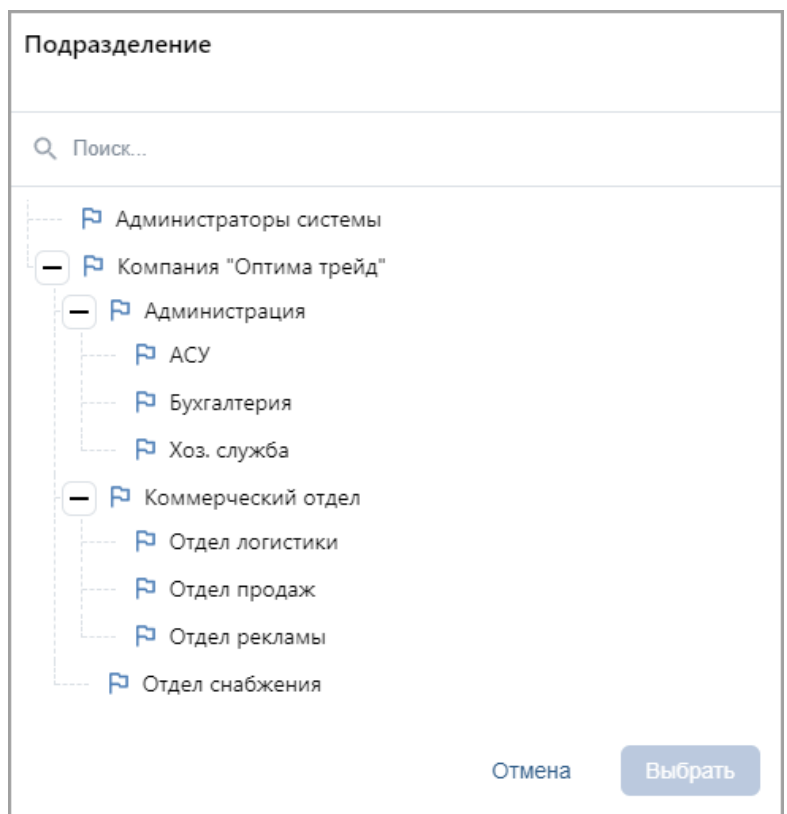 Подразделение
Поиск...
Администраторы системы
Компания "Оптима трейд"
Администрация
АСУ
Бухгалтерия
Хоз. служба
Коммерческий отдел
Отдел логистики
Отдел продаж
Отдел рекламы
Отдел снабжения
Отмена Выбрать